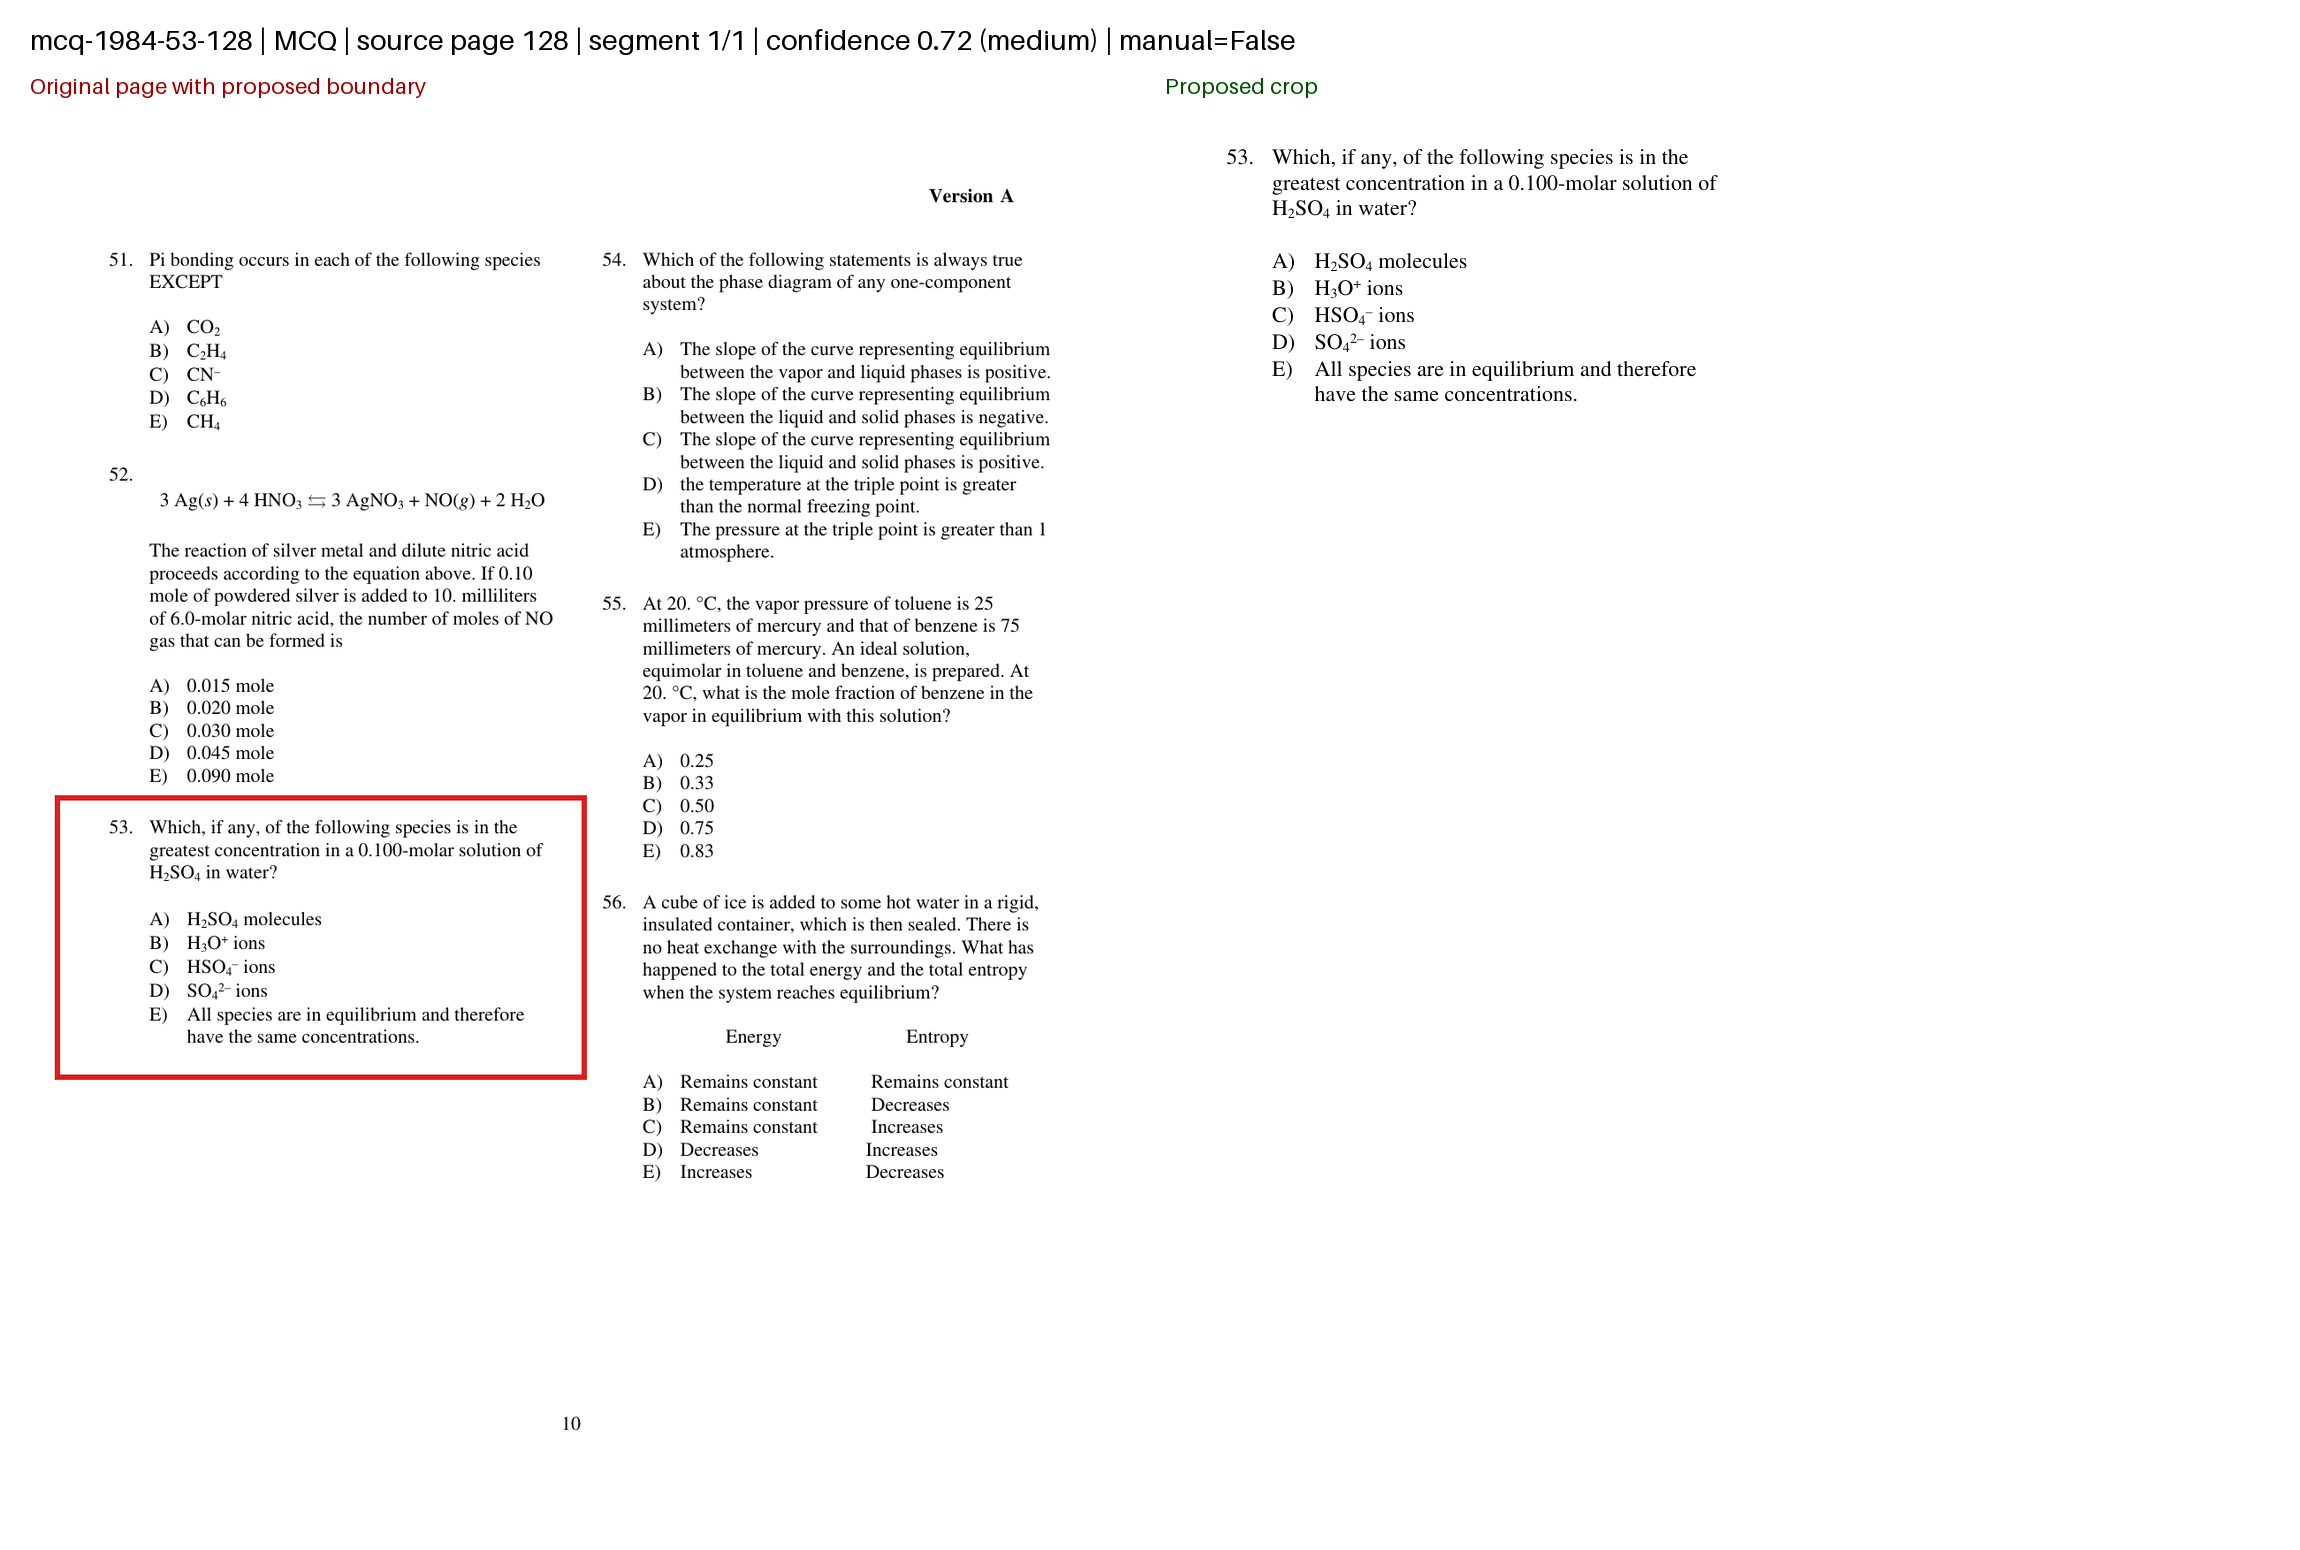 mcq-1984-53-128 | MCQ | source page 128 | segment 1/1 | confidence 0.72 (medium) | manual=False
Original page with proposed boundary
Version A
51. Pi bonding occurs in each of the following species
EXCEPT
A) CO₂
B) C₂H₄
C) CN⁻
D) C₆H₆
E) CH₄
52.
3 Ag(s) + 4 HNO₃ ⇆ 3 AgNO₃ + NO(g) + 2 H₂O
The reaction of silver metal and dilute nitric acid
proceeds according to the equation above. If 0.10
mole of powdered silver is added to 10. milliliters
of 6.0-molar nitric acid, the number of moles of NO
gas that can be formed is
A) 0.015 mole
B) 0.020 mole
C) 0.030 mole
D) 0.045 mole
E) 0.090 mole
53. Which, if any, of the following species is in the
greatest concentration in a 0.100-molar solution of
H₂SO₄ in water?
A) H₂SO₄ molecules
B) H₃O⁺ ions
C) HSO₄⁻ ions
D) SO₄²⁻ ions
E) All species are in equilibrium and therefore
have the same concentrations.
54. Which of the following statements is always true
about the phase diagram of any one-component
system?
A) The slope of the curve representing equilibrium
between the vapor and liquid phases is positive.
B) The slope of the curve representing equilibrium
between the liquid and solid phases is negative.
C) The slope of the curve representing equilibrium
between the liquid and solid phases is positive.
D) the temperature at the triple point is greater
than the normal freezing point.
E) The pressure at the triple point is greater than 1
atmosphere.
55. At 20. °C, the vapor pressure of toluene is 25
millimeters of mercury and that of benzene is 75
millimeters of mercury. An ideal solution,
equimolar in toluene and benzene, is prepared. At
20. °C, what is the mole fraction of benzene in the
vapor in equilibrium with this solution?
A) 0.25
B) 0.33
C) 0.50
D) 0.75
E) 0.83
56. A cube of ice is added to some hot water in a rigid,
insulated container, which is then sealed. There is
no heat exchange with the surroundings. What has
happened to the total energy and the total entropy
when the system reaches equilibrium?
Energy Entropy
A) Remains constant Remains constant
B) Remains constant Decreases
C) Remains constant Increases
D) Decreases Increases
E) Increases Decreases
10
Proposed crop
53. Which, if any, of the following species is in the
greatest concentration in a 0.100-molar solution of
H₂SO₄ in water?
A) H₂SO₄ molecules
B) H₃O⁺ ions
C) HSO₄⁻ ions
D) SO₄²⁻ ions
E) All species are in equilibrium and therefore
have the same concentrations.